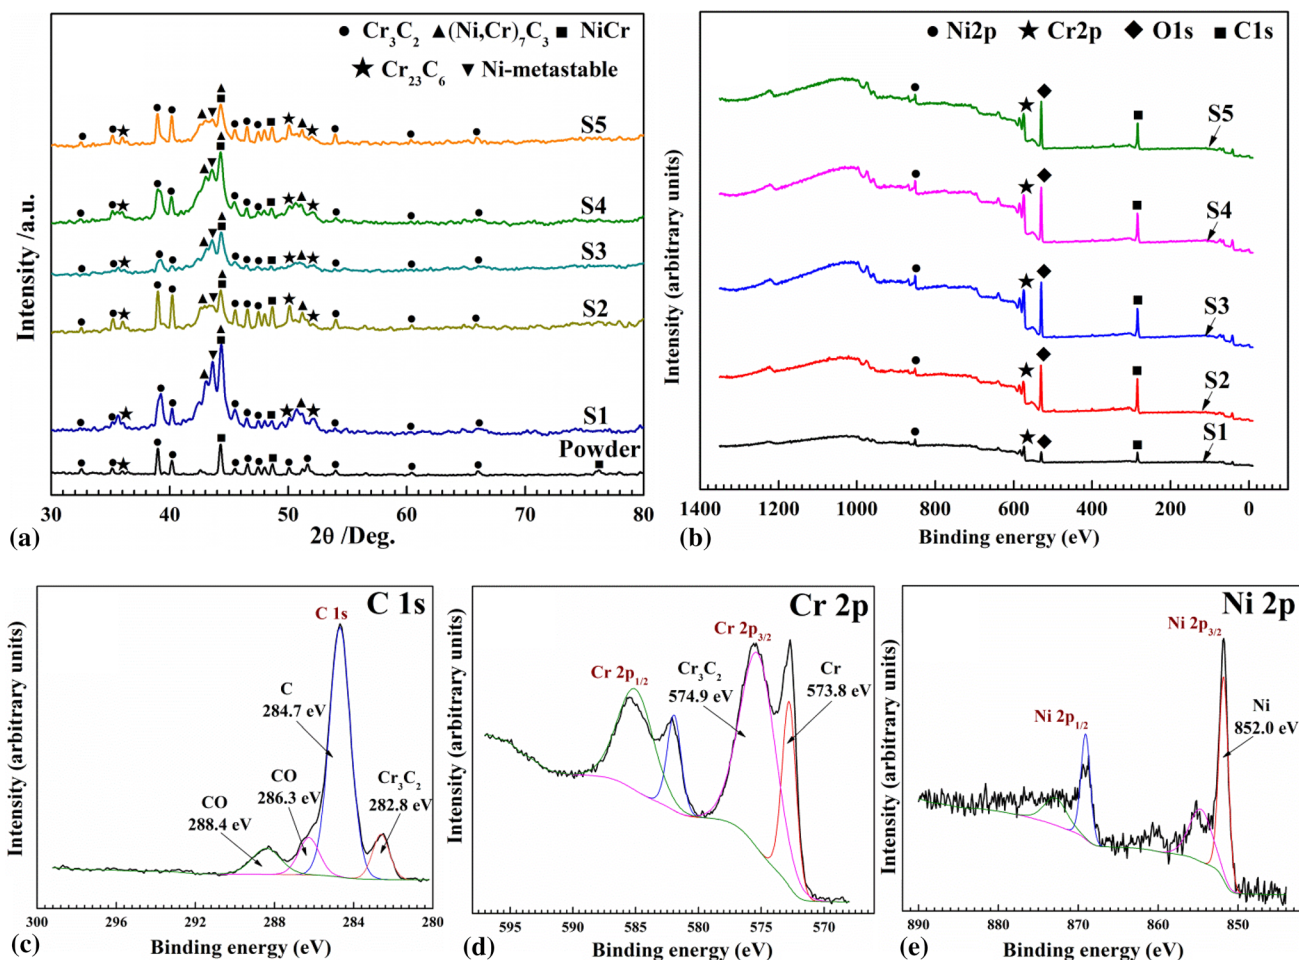 ● Cr3C2 ▲ (Ni,Cr)7C3 ■ NiCr
★ Cr23C6 ▼ Ni-metastable
S5
S4
S3
S2
S1
Powder
Intensity /a.u.
30 40 50 60 70 80
2θ /Deg.
(a)
● Ni2p ★ Cr2p ◆ O1s ■ C1s
S5
S4
S3
S2
S1
Intensity (arbitrary units)
1400 1200 1000 800 600 400 200 0
Binding energy (eV)
(b)
C 1s
C 1s
C
284.7 eV
CO
286.3 eV
CO
288.4 eV
Cr3C2
282.8 eV
Intensity (arbitrary units)
300 296 292 288 284 280
Binding energy (eV)
(c)
Cr 2p
Cr 2p3/2
Cr 2p1/2
Cr3C2
574.9 eV
Cr
573.8 eV
Intensity (arbitrary units)
595 590 585 580 575 570
Binding energy (eV)
(d)
Ni 2p
Ni 2p3/2
Ni 2p1/2
Ni
852.0 eV
Intensity (arbitrary units)
890 880 870 860 850
Binding energy (eV)
(e)